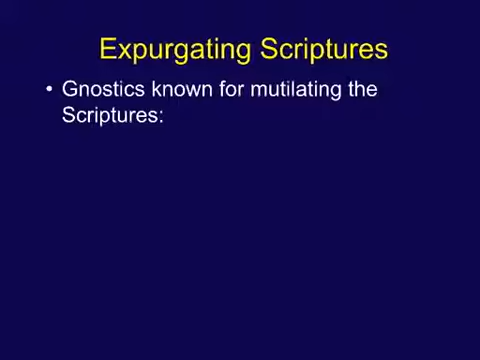 Expurgating Scriptures
• Gnostics known for mutilating the
Scriptures: